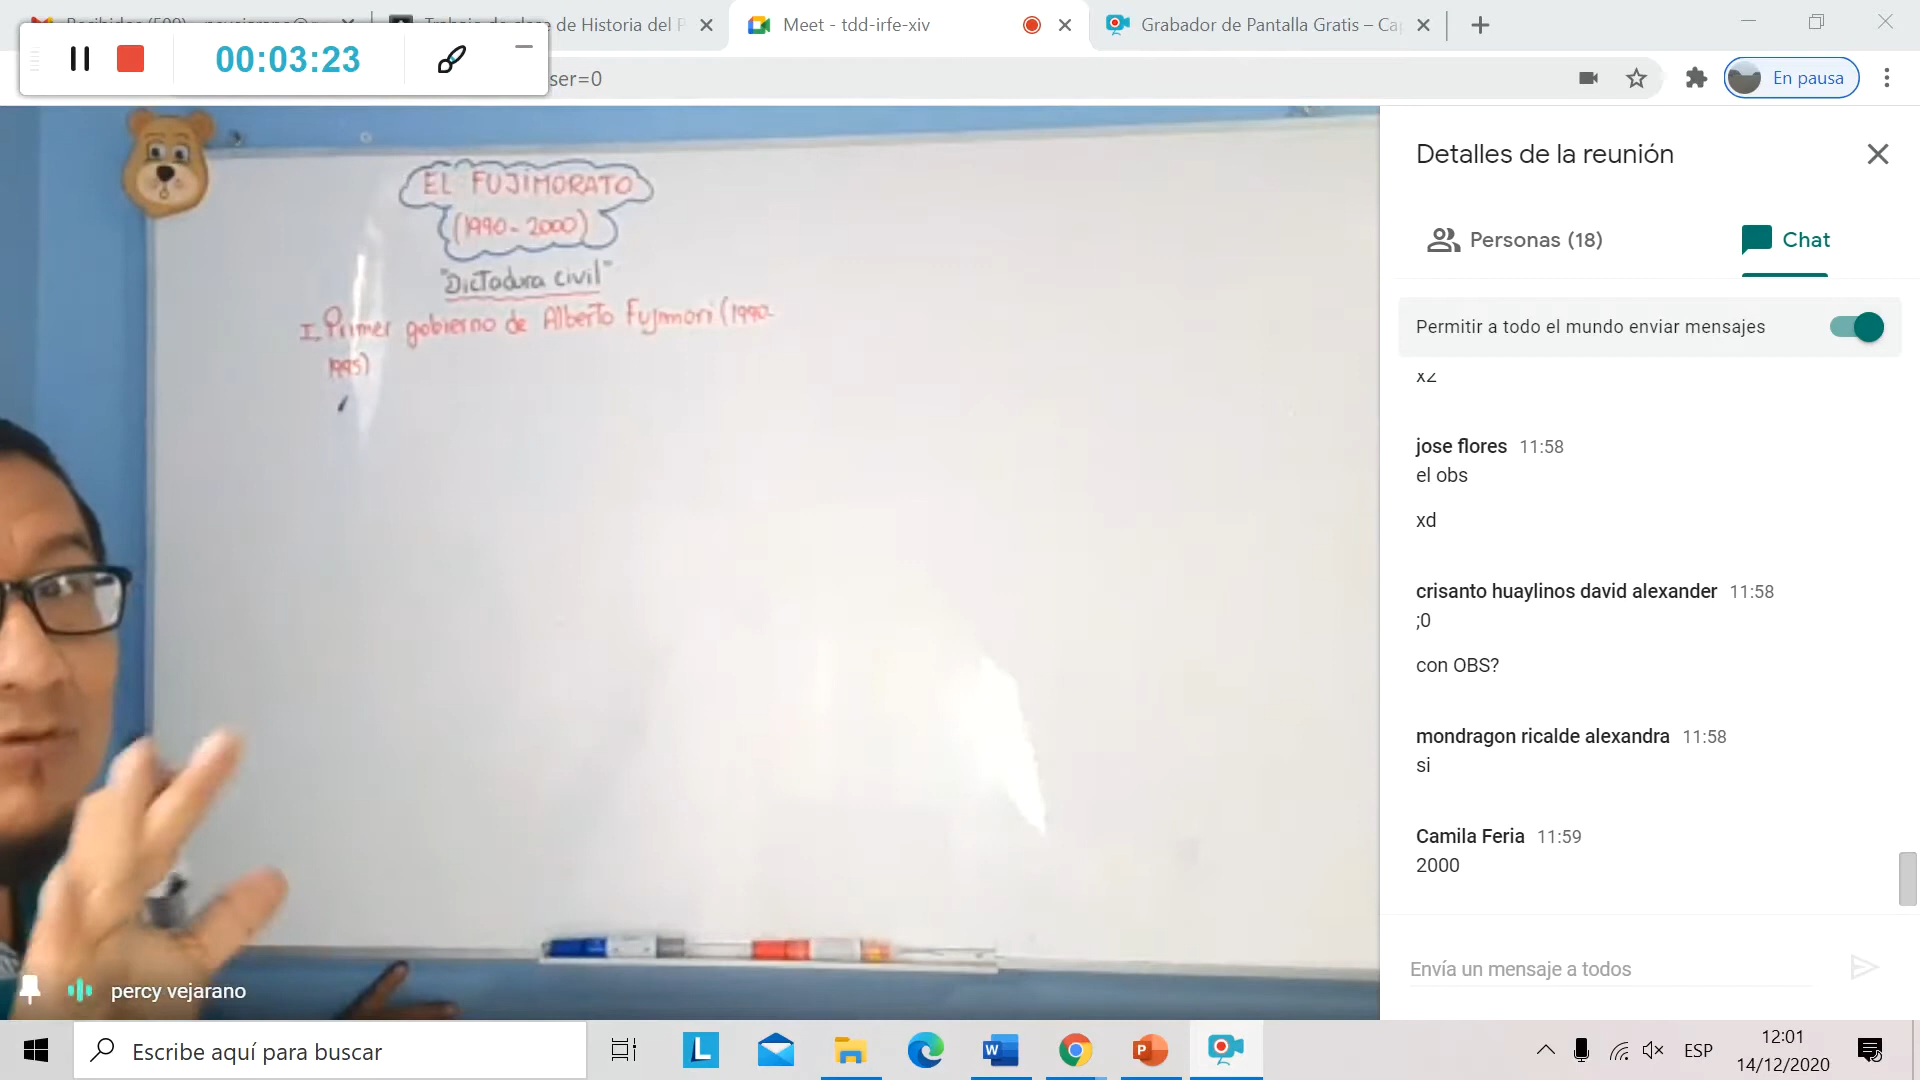 Trabajo de clase de Historia del P
Meet - tdd-irfe-xiv
Grabador de Pantalla Gratis – Ca
00:03:23
ser=0
En pausa
EL FUJIMORATO
(1990 - 2000)
"Dictadura civil"
I. Primer gobierno de Alberto Fujimori (1990-
1995)
percy vejarano
Detalles de la reunión
Personas (18)
Chat
Permitir a todo el mundo enviar mensajes
x2
jose flores 11:58
el obs
xd
crisanto huaylinos david alexander 11:58
;0
con OBS?
mondragon ricalde alexandra 11:58
si
Camila Feria 11:59
2000
Envía un mensaje a todos
Escribe aquí para buscar
ESP
12:01
14/12/2020